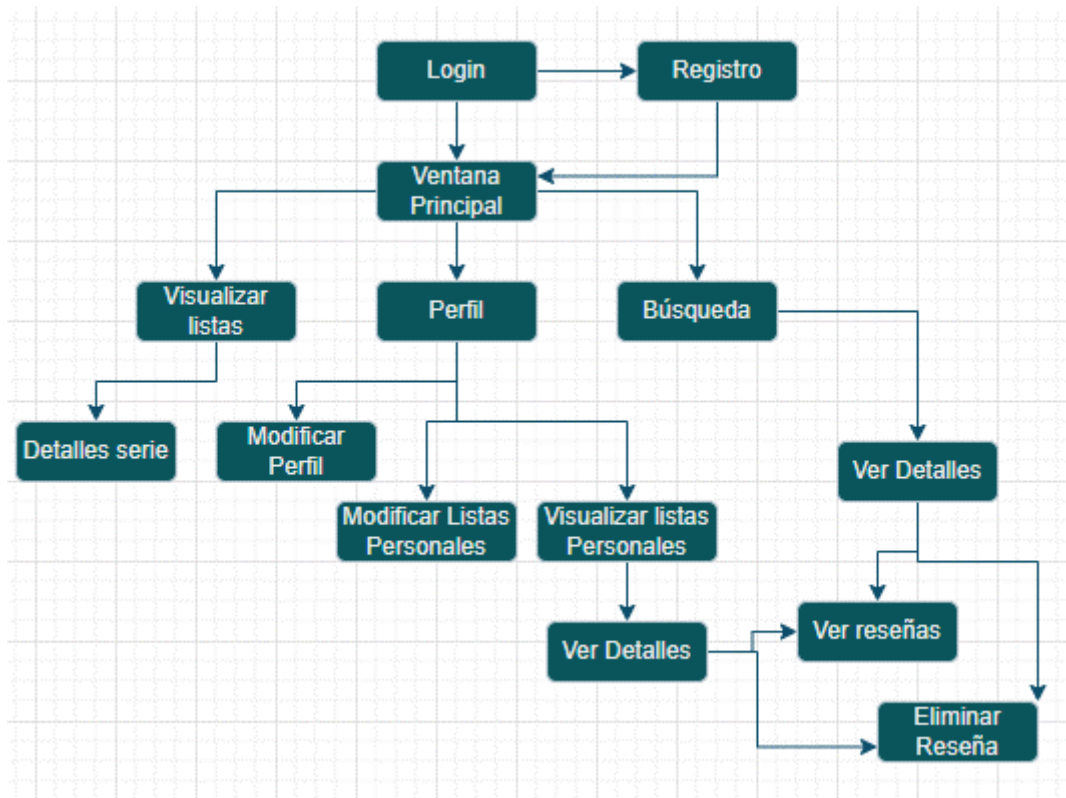 Login
Registro
Ventana
Principal
Visualizar
listas
Perfil
Búsqueda
Detalles serie
Modificar
Perfil
Ver Detalles
Modificar Listas
Personales
Visualizar listas
Personales
Ver Detalles
Ver reseñas
Eliminar
Reseña